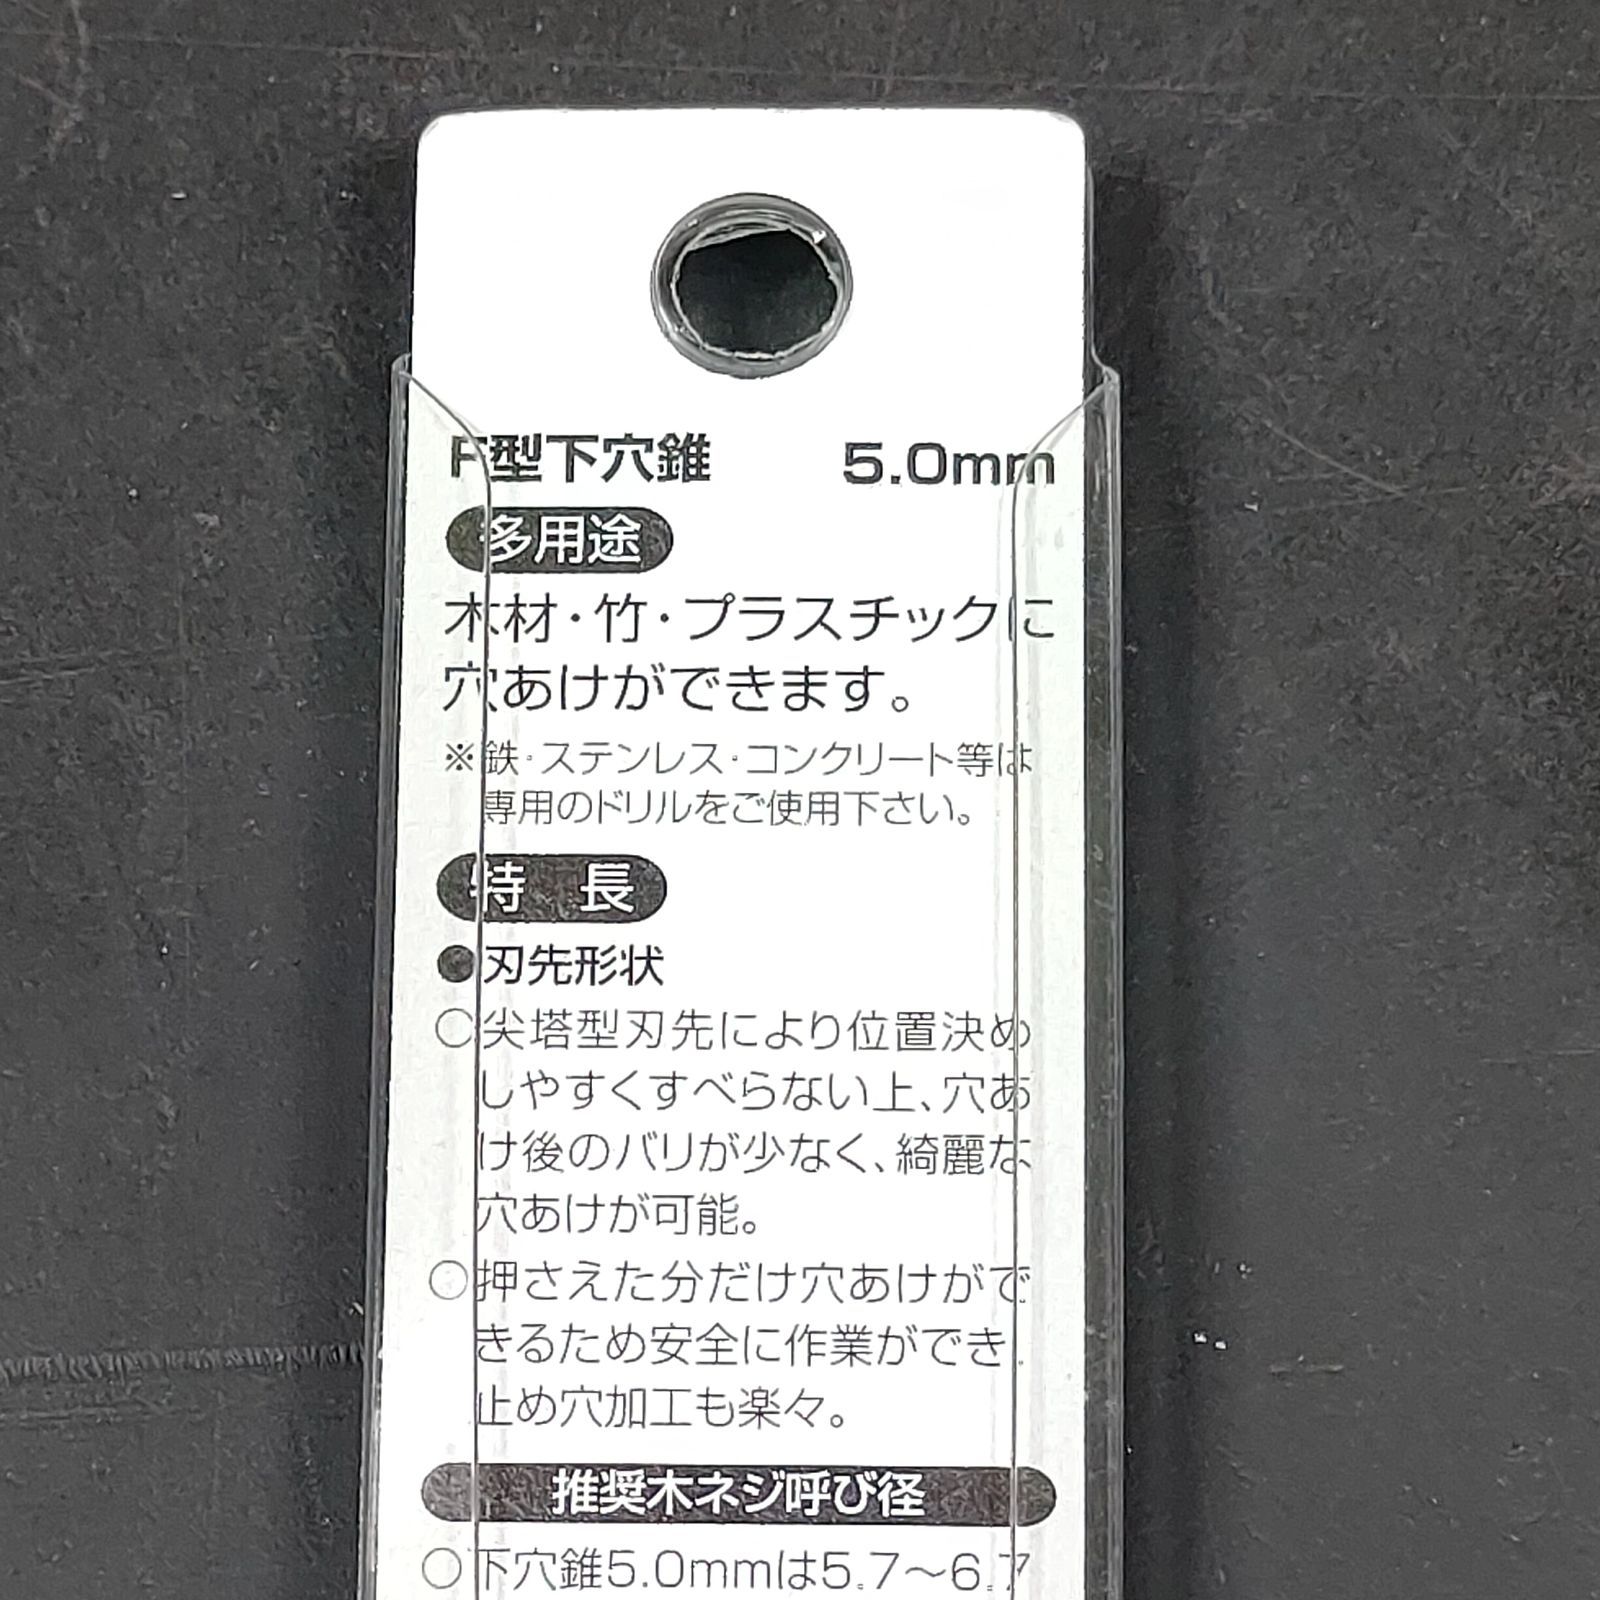 F型下穴錐 5.0mm
多用途
木材・竹・プラスチックに
穴あけができます。
※鉄・ステンレス・コンクリート等は
専用のドリルをご使用下さい。
特 長
●刃先形状
○尖塔型刃先により位置決め
しやすくすべらない上、穴あ
け後のバリが少なく、綺麗な
穴あけが可能。
○押さえた分だけ穴あけがで
きるため安全に作業ができ、
止め穴加工も楽々。
推奨木ネジ呼び径
○下穴錐5.0mmは5.7～6.7